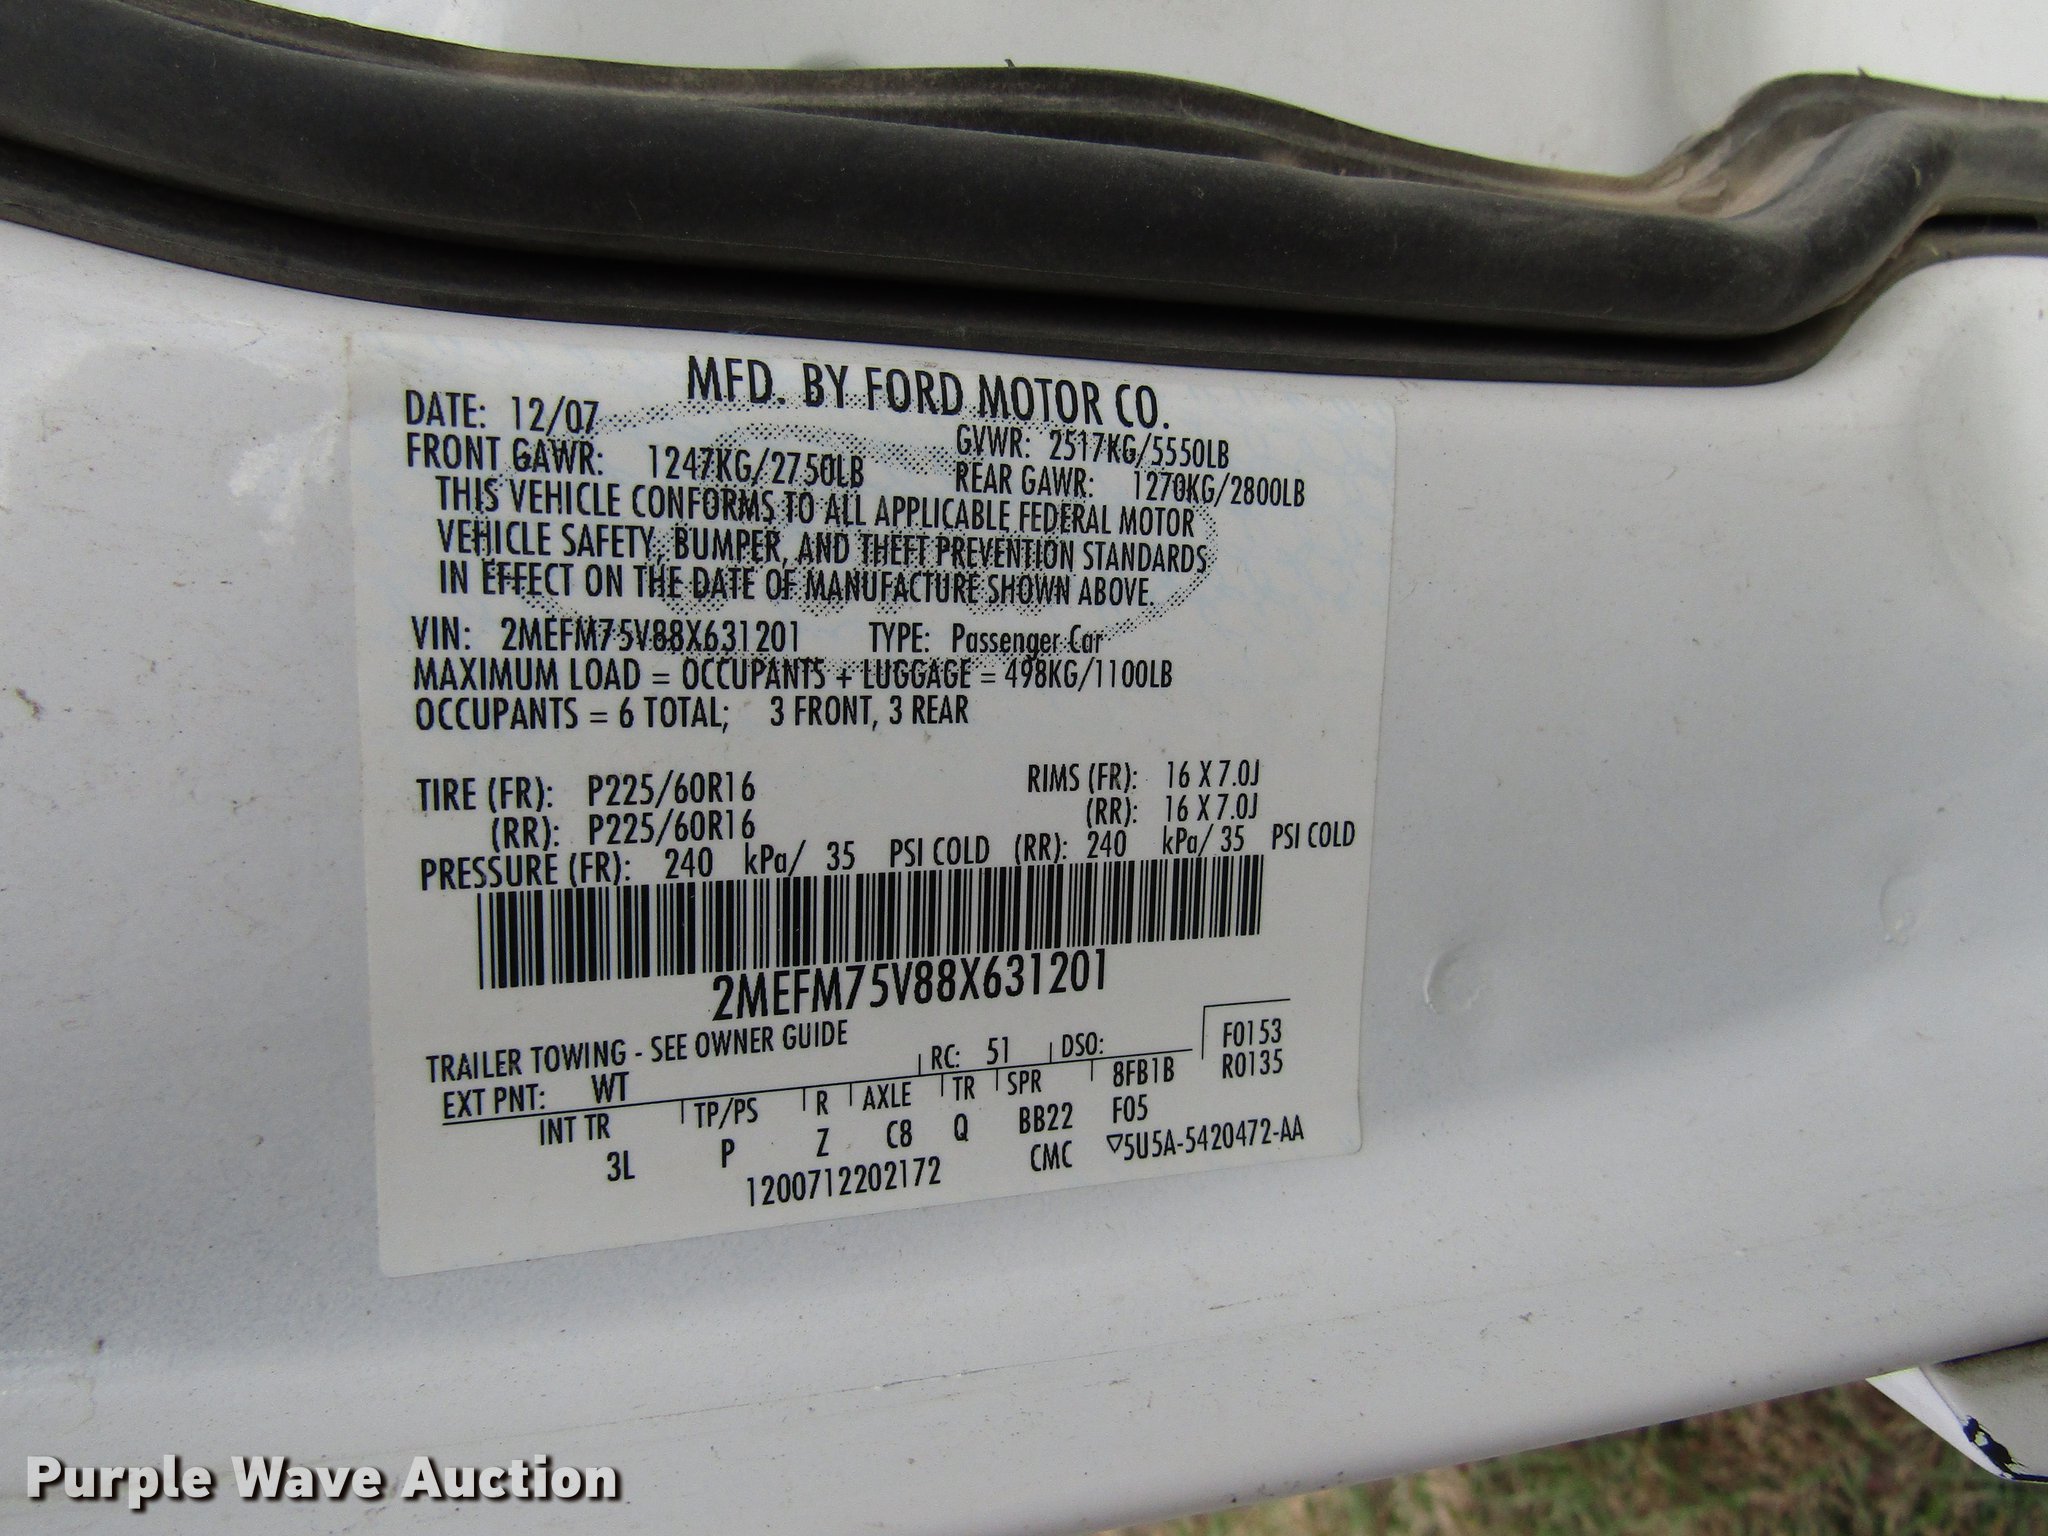 MFD. BY FORD MOTOR CO.
DATE: 12/07
GVWR: 2517KG/5550LB
FRONT GAWR: 1247KG/2750LB
REAR GAWR: 1270KG/2800LB
THIS VEHICLE CONFORMS TO ALL APPLICABLE FEDERAL MOTOR
VEHICLE SAFETY, BUMPER, AND THEFT PREVENTION STANDARDS
IN EFFECT ON THE DATE OF MANUFACTURE SHOWN ABOVE.
VIN: 2MEFM75V88X631201 TYPE: Passenger Car
MAXIMUM LOAD = OCCUPANTS + LUGGAGE = 498KG/1100LB
OCCUPANTS = 6 TOTAL; 3 FRONT, 3 REAR
TIRE (FR): P225/60R16 RIMS (FR): 16 X 7.0J
(RR): P225/60R16 (RR): 16 X 7.0J
PRESSURE (FR): 240 kPa/ 35 PSI COLD (RR): 240 kPa/ 35 PSI COLD
2MEFM75V88X631201
TRAILER TOWING - SEE OWNER GUIDE
EXT PNT: WT RC: 51 DSO: F0153
R0135
INT TR TP/PS R AXLE TR SPR 8FB1B
3L P Z C8 Q BB22 F05
1200712202172 CMC ▽5U5A-5420472-AA
Purple Wave Auction